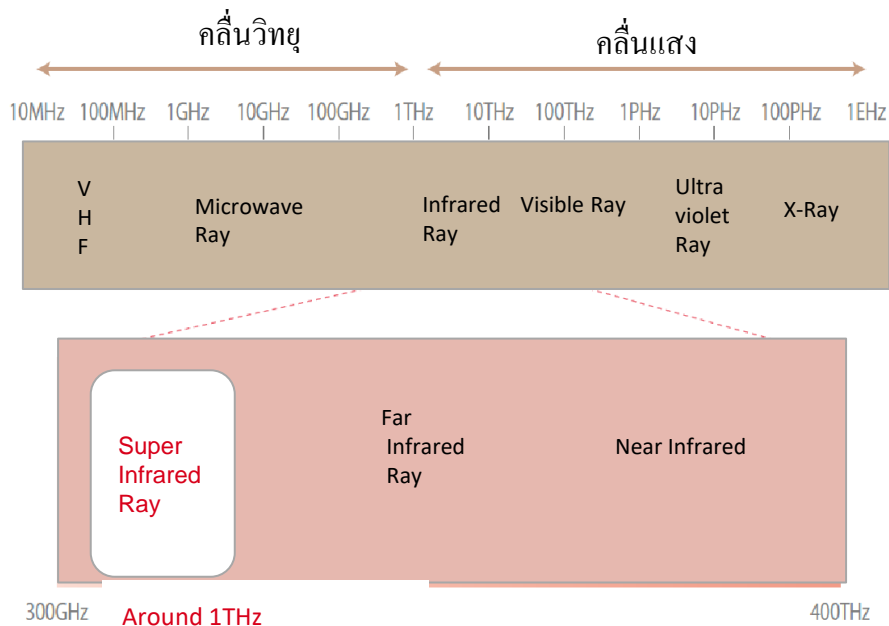 คลื่นวิทยุ
คลื่นแสง
10MHz 100MHz 1GHz 10GHz 100GHz 1THz 10THz 100THz 1PHz 10PHz 100PHz 1EHz
V
H
F
Microwave
Ray
Infrared
Ray
Visible Ray
Ultra
violet
Ray
X-Ray
Super
Infrared
Ray
Far
Infrared
Ray
Near Infrared
300GHz
Around 1THz
400THz